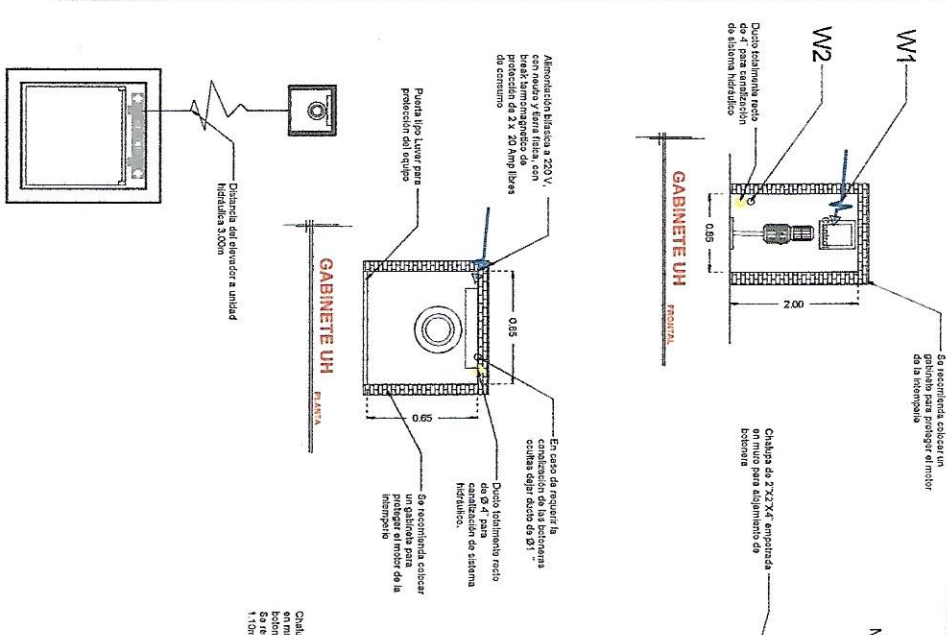 W1
W2
Ducto totalmente recto
de 4" para canalización
de sistema hidráulico
0.65
2.00
GABINETE UH
FRONTAL
Se recomienda colocar un
gabinete para proteger el motor
de la intemperie
Chalupa de 2"X2"X4" empotrada
en muro para alojamiento de
botonera
Alimentación bifásica a 220 V,
con neutro y tierra física, con
break termomagnetico de
protección de 2 x 20 Amp libres
de consumo
Puerta tipo Luver para
protección del equipo
0.85
0.65
GABINETE UH
PLANTA
En caso de requerir la
canalización de las botoneras
ocultas dejar ducto de Ø1 "
Ducto totalmente recto
de Ø 4" para
canalización de sistema
hidráulico.
Se recomienda colocar
un gabinete para
proteger el motor de la
intemperie
Distancia del elevador a unidad
hidráulica 3.00m
en
Se
1.10m